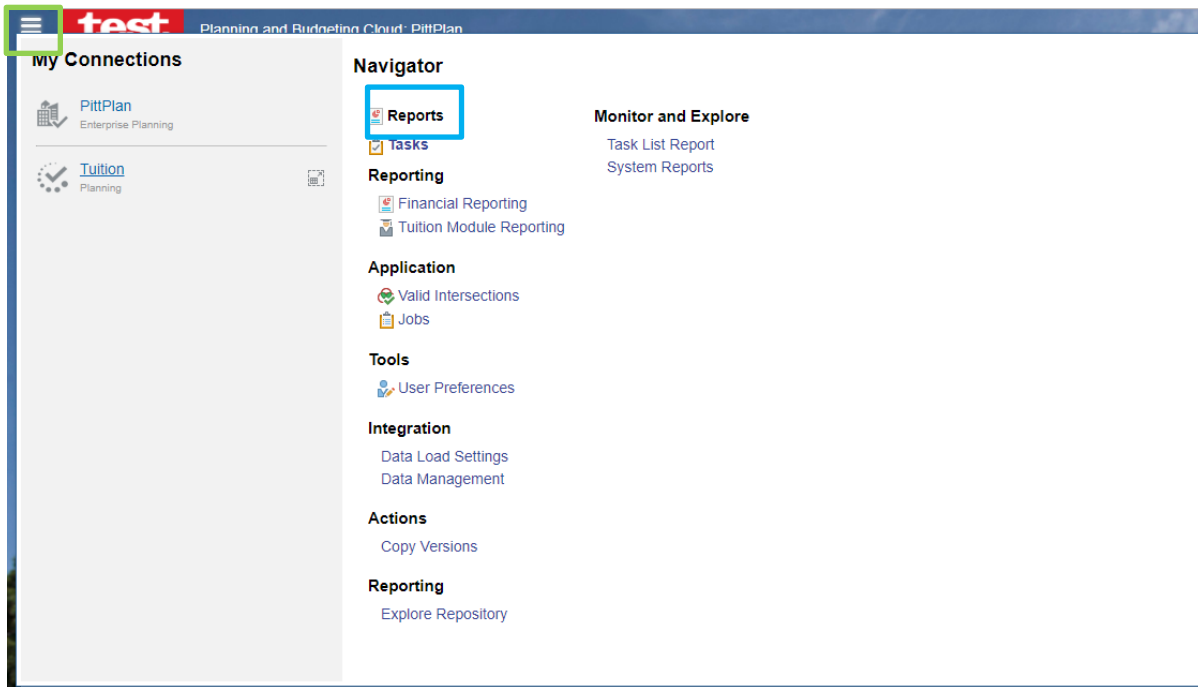 test
Planning and Budgeting Cloud: PittPlan
My Connections
PittPlan
Enterprise Planning
Tuition
Planning
Navigator
Reports
Tasks
Reporting
Financial Reporting
Tuition Module Reporting
Application
Valid Intersections
Jobs
Tools
User Preferences
Integration
Data Load Settings
Data Management
Actions
Copy Versions
Reporting
Explore Repository
Monitor and Explore
Task List Report
System Reports